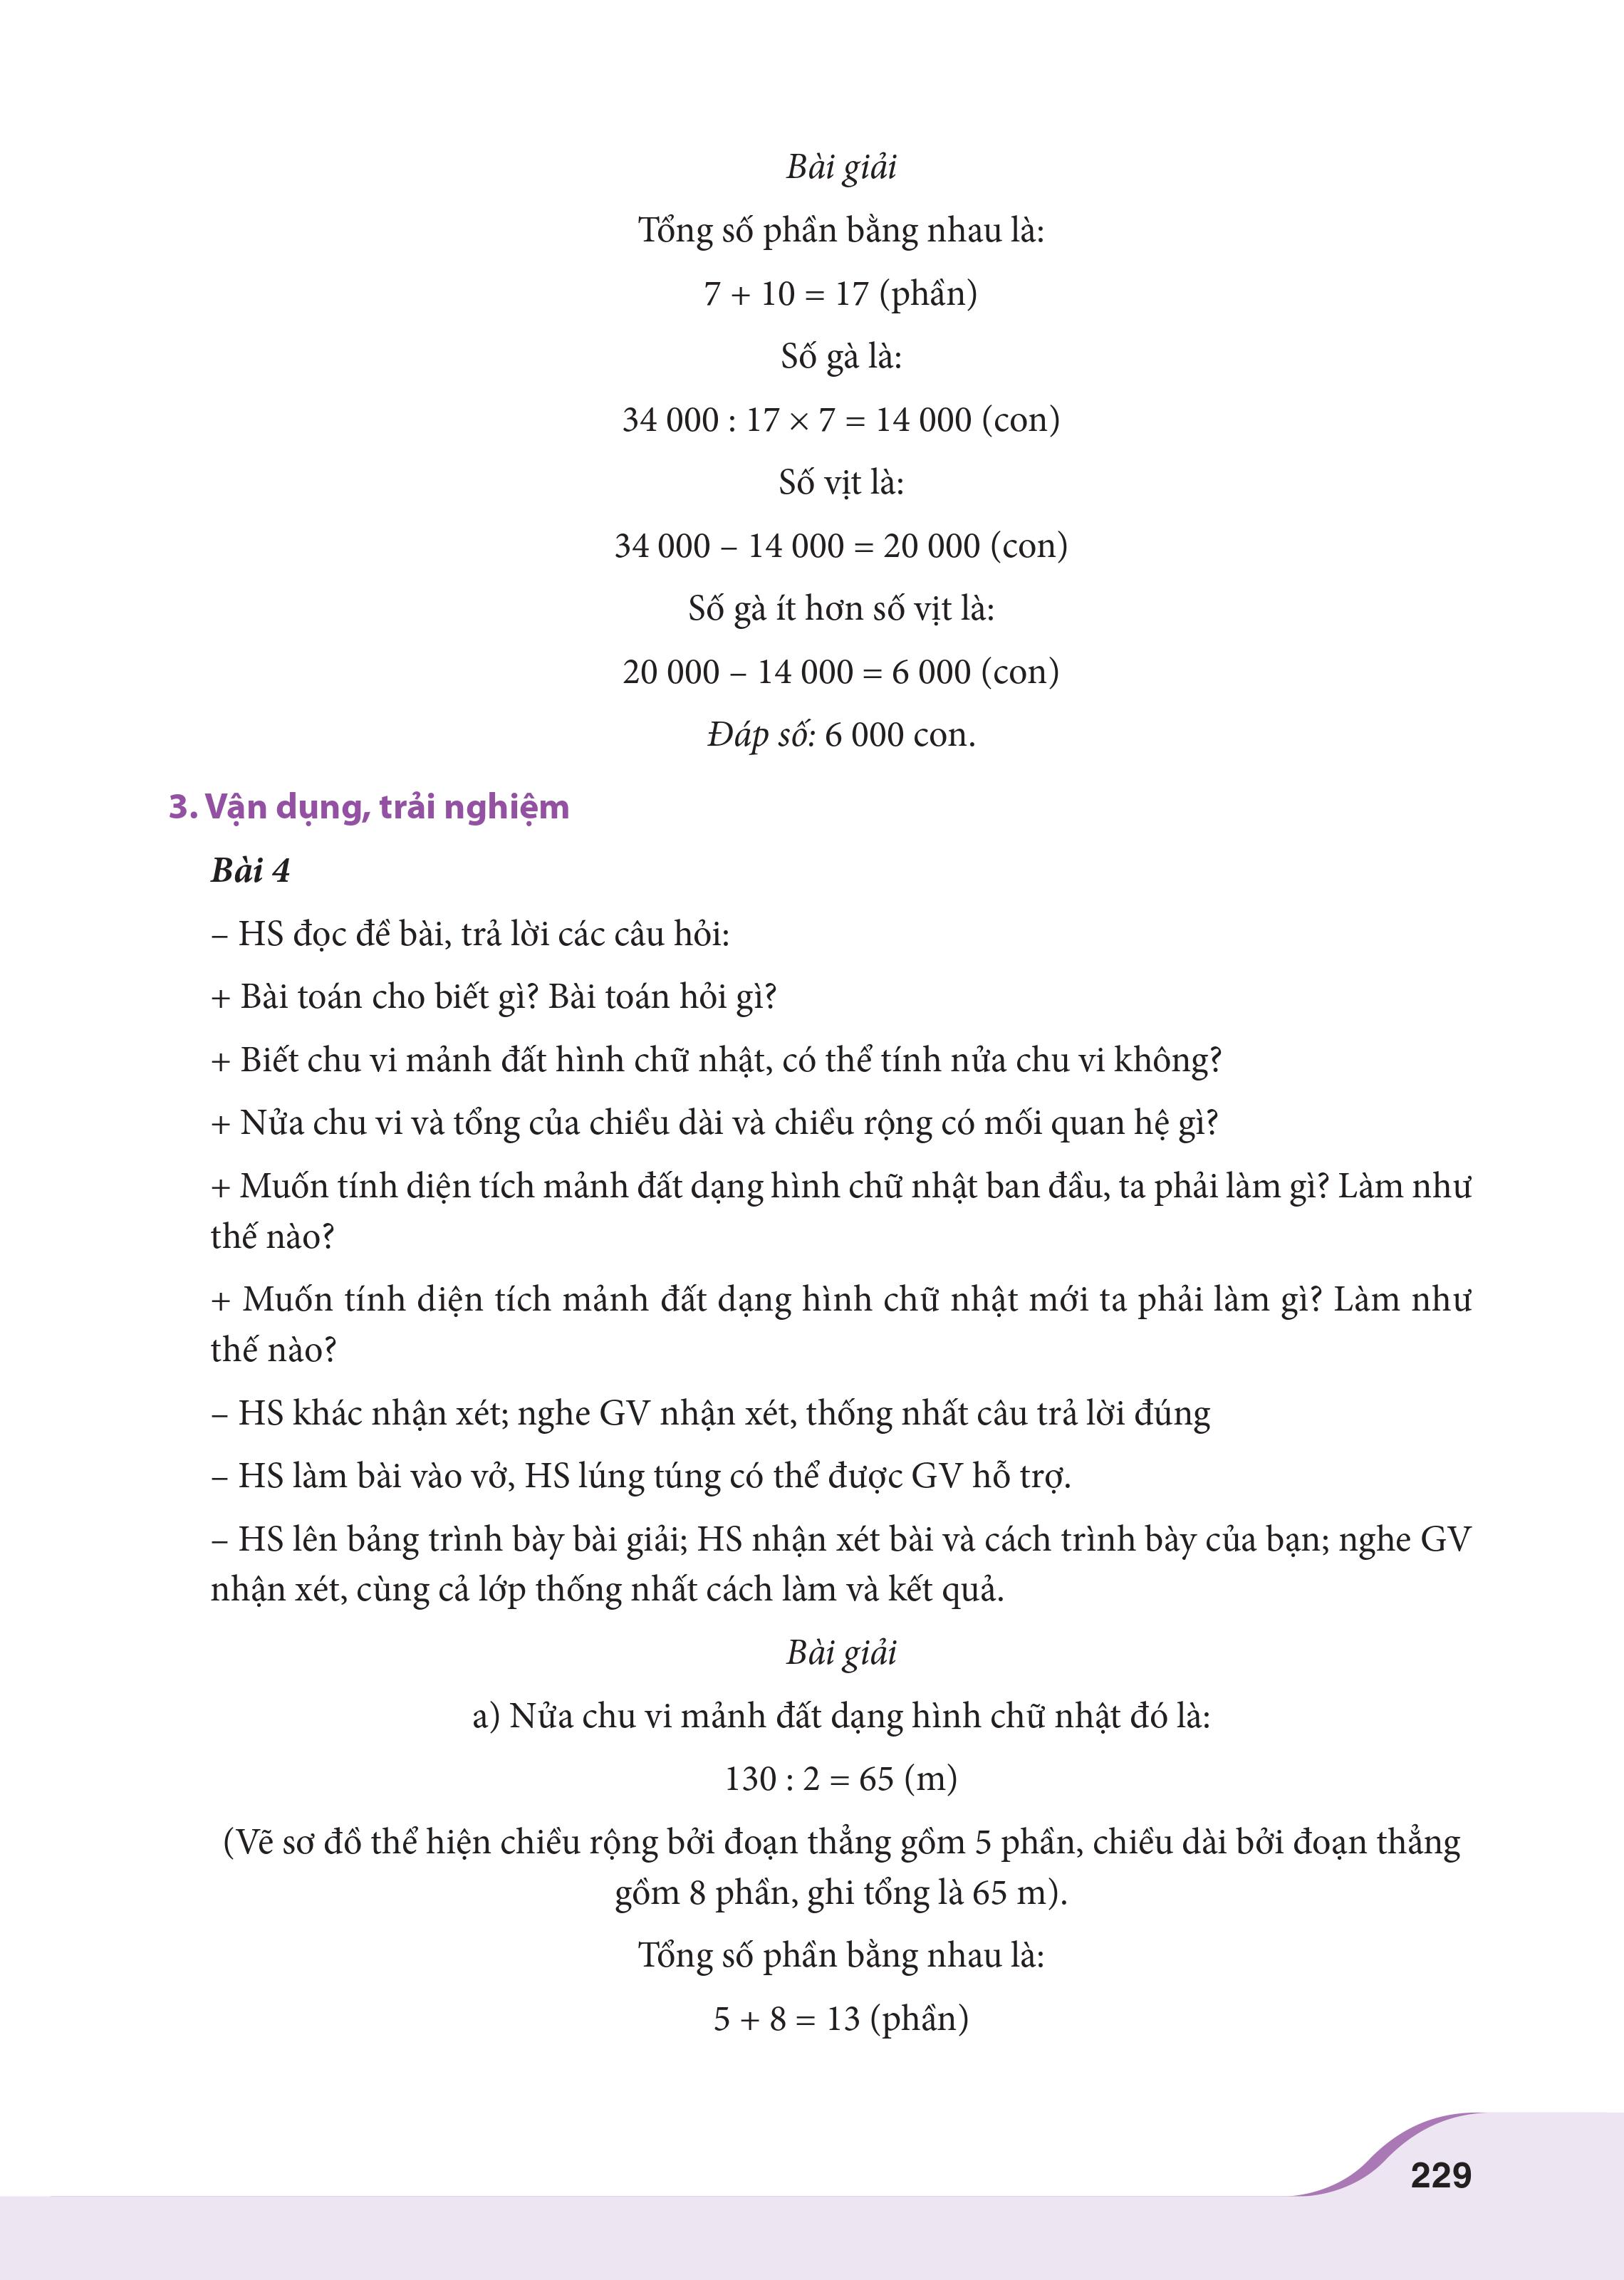 Bài giải
Tổng số phần bằng nhau là:
7 + 10 = 17 (phần)
Số gà là:
34 000 : 17 × 7 = 14 000 (con)
Số vịt là:
34 000 – 14 000 = 20 000 (con)
Số gà ít hơn số vịt là:
20 000 – 14 000 = 6 000 (con)
Đáp số: 6 000 con.
3. Vận dụng, trải nghiệm
Bài 4
– HS đọc đề bài, trả lời các câu hỏi:
+ Bài toán cho biết gì? Bài toán hỏi gì?
+ Biết chu vi mảnh đất hình chữ nhật, có thể tính nửa chu vi không?
+ Nửa chu vi và tổng của chiều dài và chiều rộng có mối quan hệ gì?
+ Muốn tính diện tích mảnh đất dạng hình chữ nhật ban đầu, ta phải làm gì? Làm như
thế nào?
+ Muốn tính diện tích mảnh đất dạng hình chữ nhật mới ta phải làm gì? Làm như
thế nào?
– HS khác nhận xét; nghe GV nhận xét, thống nhất câu trả lời đúng
– HS làm bài vào vở, HS lúng túng có thể được GV hỗ trợ.
– HS lên bảng trình bày bài giải; HS nhận xét bài và cách trình bày của bạn; nghe GV
nhận xét, cùng cả lớp thống nhất cách làm và kết quả.
Bài giải
a) Nửa chu vi mảnh đất dạng hình chữ nhật đó là:
130 : 2 = 65 (m)
(Vẽ sơ đồ thể hiện chiều rộng bởi đoạn thẳng gồm 5 phần, chiều dài bởi đoạn thẳng
gồm 8 phần, ghi tổng là 65 m).
Tổng số phần bằng nhau là:
5 + 8 = 13 (phần)
229